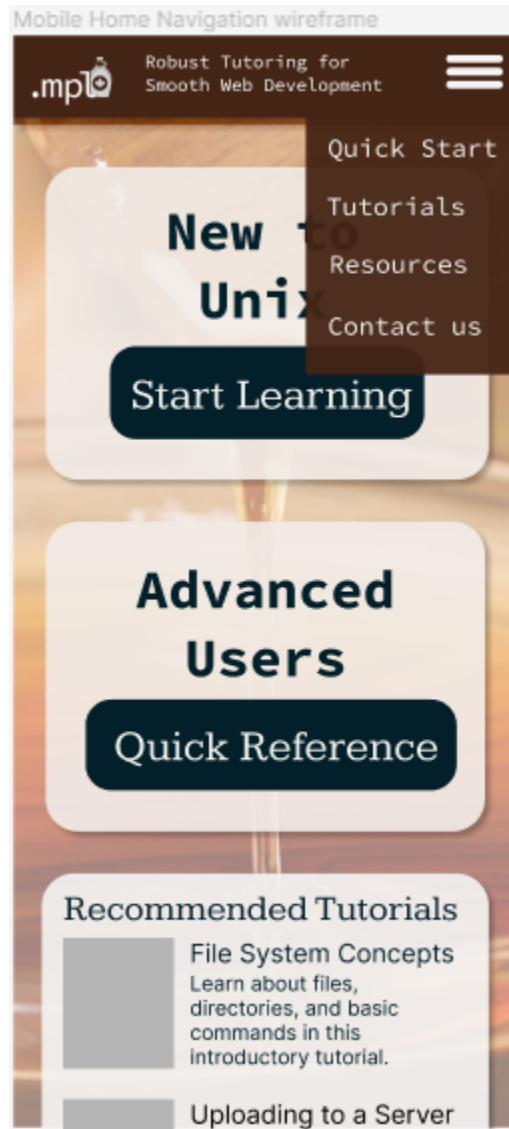 Mobile Home Navigation wireframe
.mpl
Robust Tutoring for
Smooth Web Development
Quick Start
Tutorials
Resources
Contact us
New to
Unix
Start Learning
Advanced
Users
Quick Reference
Recommended Tutorials
File System Concepts
Learn about files,
directories, and basic
commands in this
introductory tutorial.
Uploading to a Server